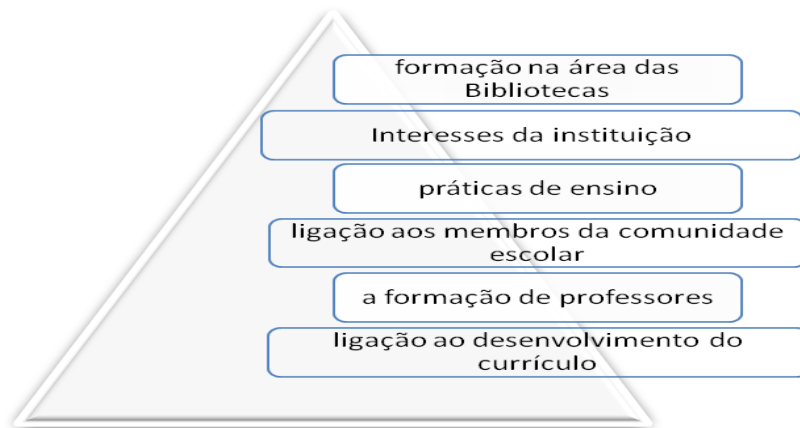 formação na área das
Bibliotecas
Interesses da instituição
práticas de ensino
ligação aos membros da comunidade
escolar
a formação de professores
ligação ao desenvolvimento do
currículo